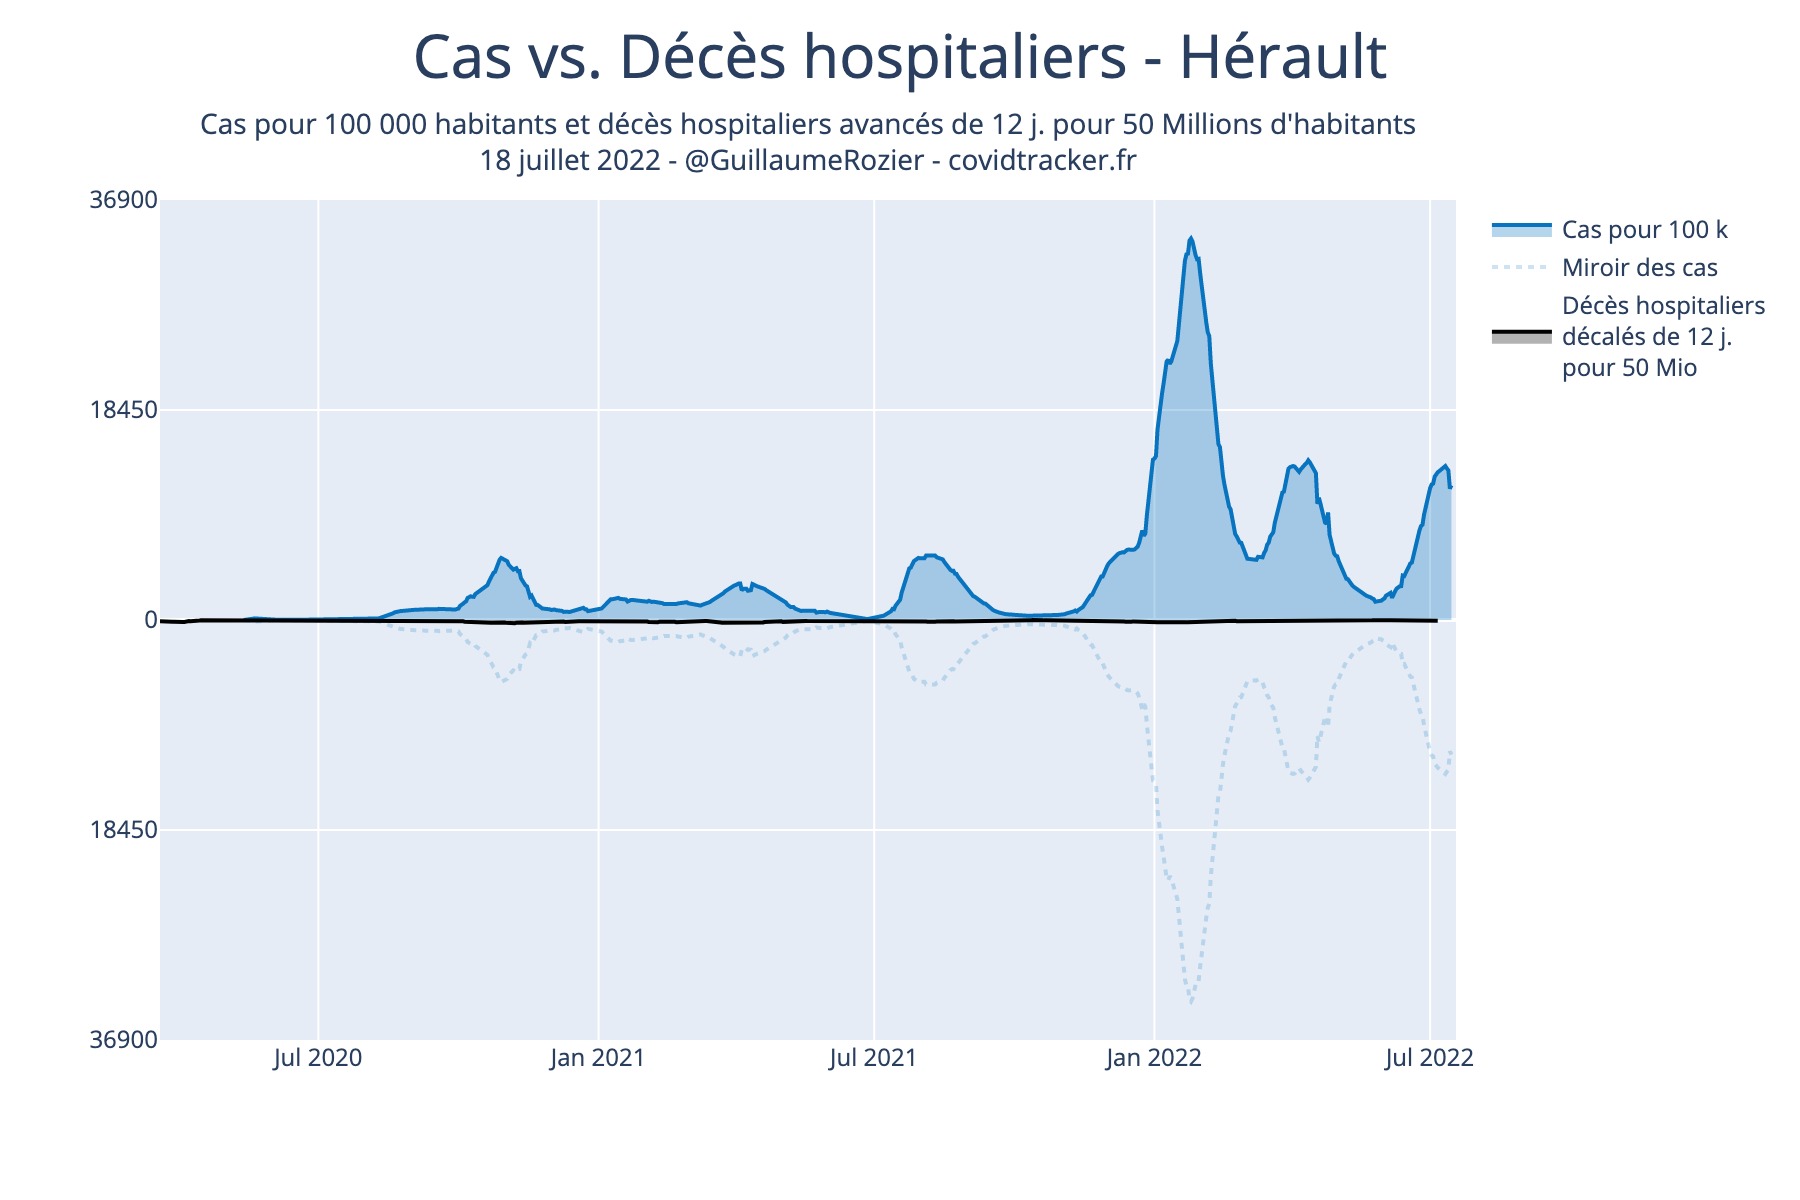 Cas vs. Décès hospitaliers - Hérault
Cas pour 100 000 habitants et décès hospitaliers avancés de 12 j. pour 50 Millions d'habitants
18 juillet 2022 - @GuillaumeRozier - covidtracker.fr
36900
18450
0
18450
36900
Jul 2020
Jan 2021
Jul 2021
Jan 2022
Jul 2022
Cas pour 100 k
Miroir des cas
Décès hospitaliers
décalés de 12 j.
pour 50 Mio